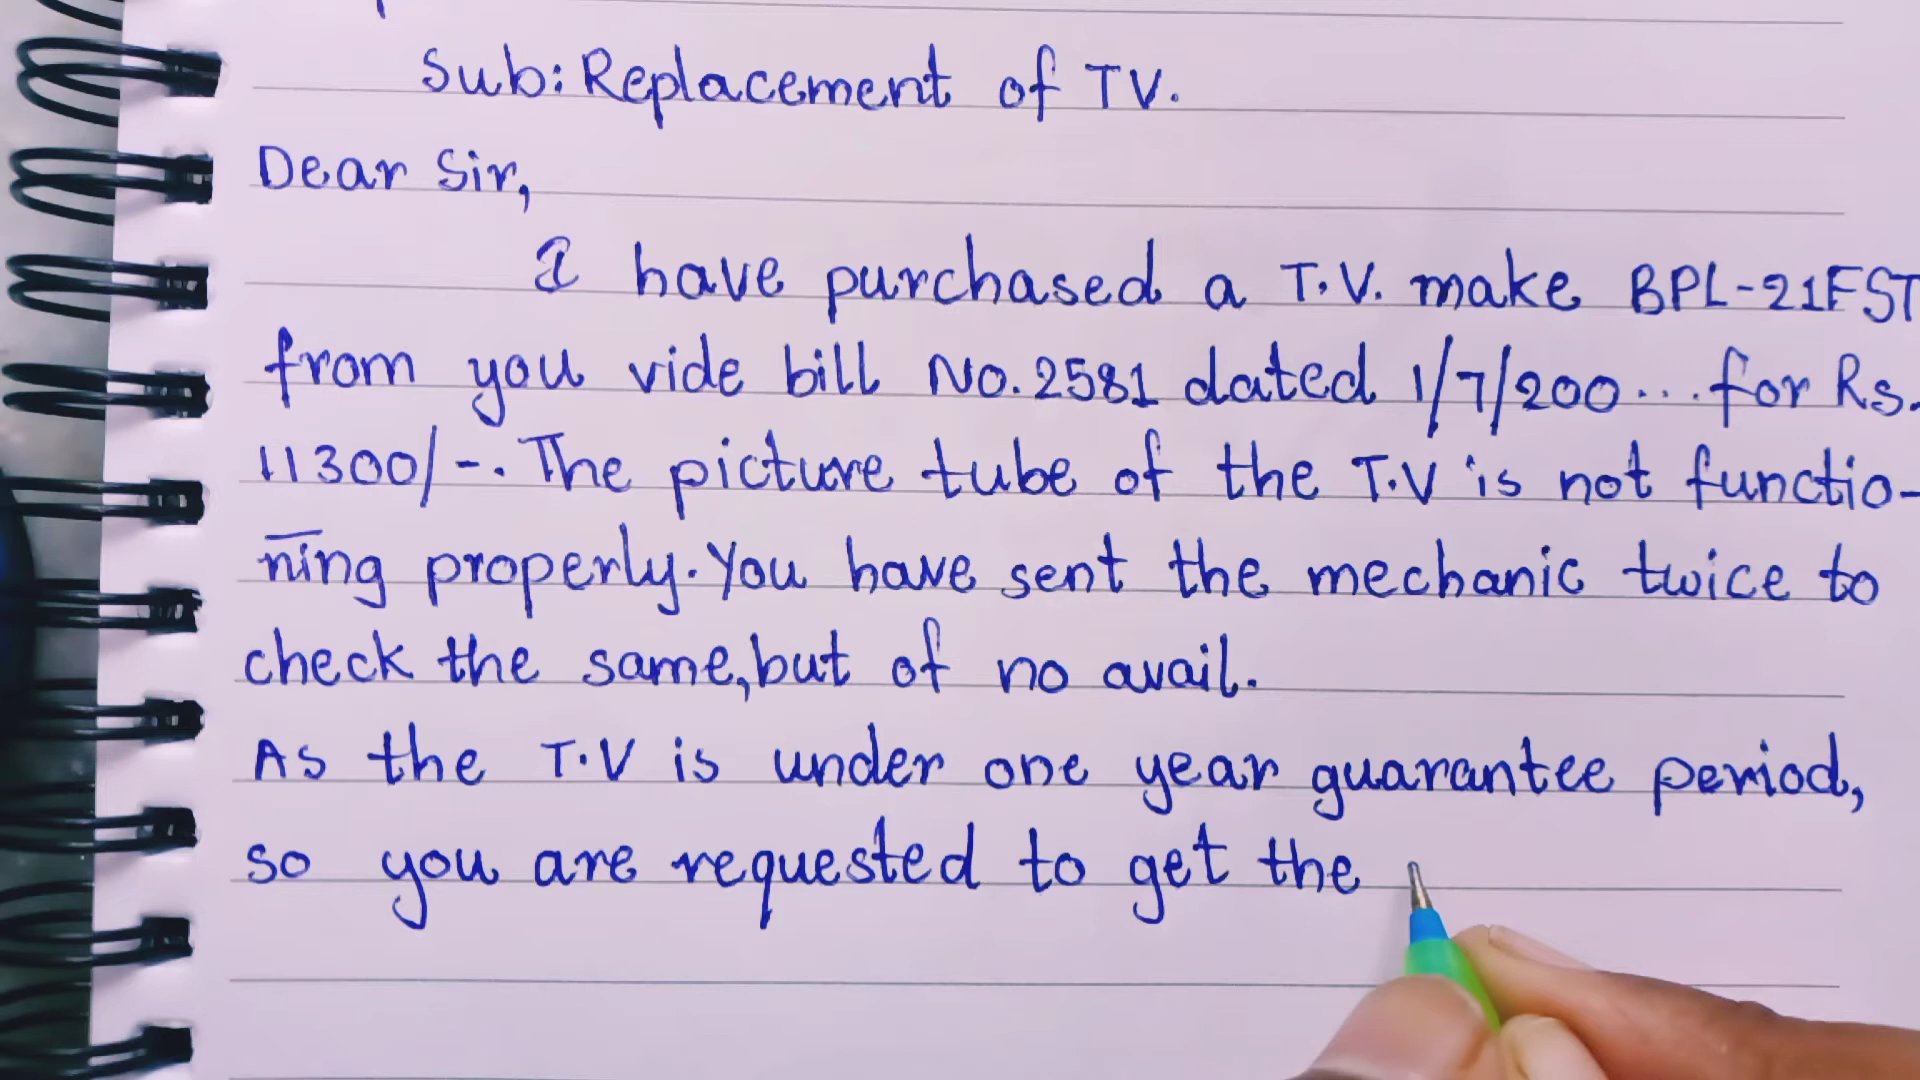 Sub: Replacement of TV.
Dear Sir,
I have purchased a T.V. make BPL-21FST
from you vide bill No. 2581 dated 1/7/200... for Rs.
11300/-. The picture tube of the T.V is not functio-
ning properly. You have sent the mechanic twice to
check the same, but of no avail.
As the T.V is under one year guarantee period,
so you are requested to get the